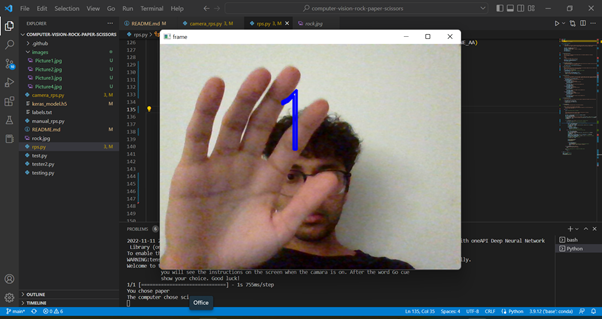 File Edit Selection View Go Run Terminal Help
computer-vision-rock-paper-scissors
EXPLORER
README.md M
camera_rps.py 3, M
rps.py 3, M
rock.jpg
COMPUTER-VISION-ROCK-PAPER-SCISSORS
rps.py
.github
images
Picture1.jpg U
Picture2.jpg U
Picture3.jpg U
Picture4.jpg U
camera_rps.py 3, M
keras_model.h5
labels.txt
manual_rps.py
README.md M
rock.jpg
rps.py 3, M
test.py
tester2.py
testing.py
OUTLINE
TIMELINE
126
127
128
129
130
131
132
133
134
135
136
137
138
139
140
141
142
143
144
145
146
147
148
149
frame
1
PROBLEMS 6
2022-11-11
with oneAPI Deep Neural Network
Library (on
To enable th
WARNING:ten
Welcome to
you will see the instructions on the screen when the camara is on. After the word Go cue
show your choice. Good luck!
1/1 [==============================] - 1s 755ms/step
You chose paper
The computer chose sci
bash
Python
Office
main*
0 6
Ln 135, Col 35 Spaces: 4 UTF-8 CRLF Python 3.9.12 ('base': conda)